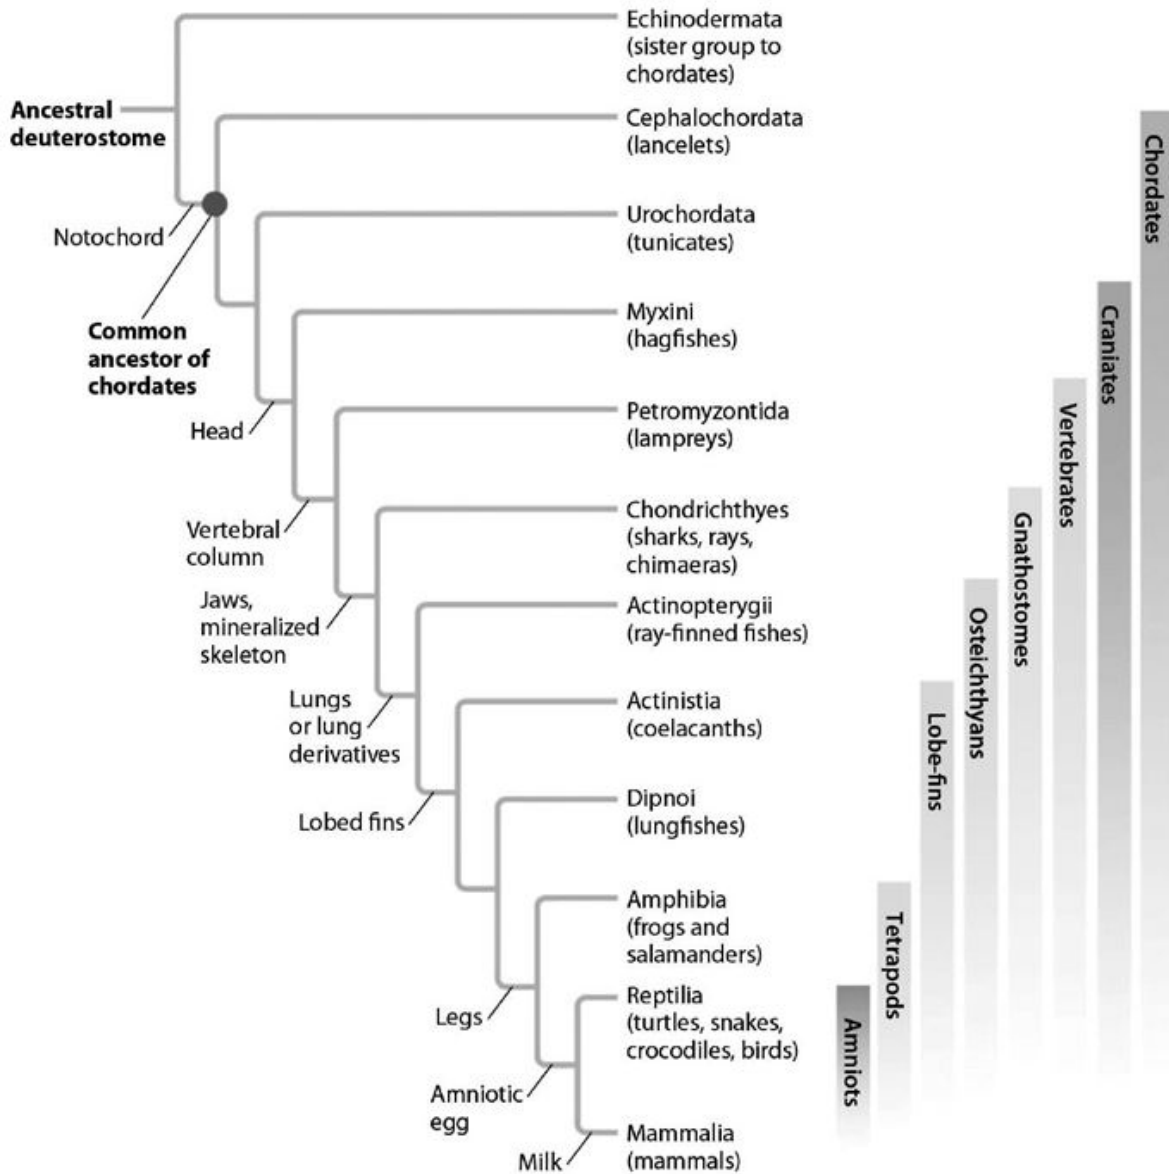 Echinodermata
(sister group to
chordates)
Ancestral
deuterostome
Cephalochordata
(lancelets)
Notochord
Urochordata
(tunicates)
Common
ancestor of
chordates
Myxini
(hagfishes)
Head
Petromyzontida
(lampreys)
Vertebral
column
Chondrichthyes
(sharks, rays,
chimaeras)
Jaws,
mineralized
skeleton
Actinopterygii
(ray-finned fishes)
Lungs
or lung
derivatives
Actinistia
(coelacanths)
Lobed fins
Dipnoi
(lungfishes)
Amphibia
(frogs and
salamanders)
Legs
Reptilia
(turtles, snakes,
crocodiles, birds)
Amniotic
egg
Milk
Mammalia
(mammals)
Amniots
Tetrapods
Lobe-fins
Osteichthyans
Gnathostomes
Vertebrates
Craniates
Chordates